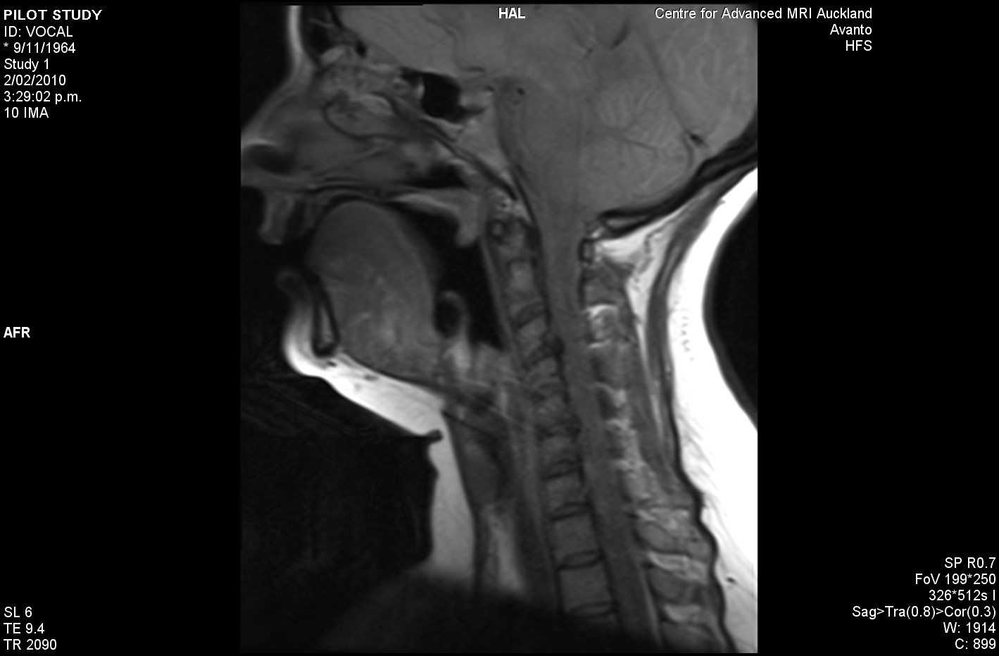 PILOT STUDY
ID: VOCAL
* 9/11/1964
Study 1
2/02/2010
3:29:02 p.m.
10 IMA
HAL
Centre for Advanced MRI Auckland
Avanto
HFS
AFR
SL 6
TE 9.4
TR 2090
SP R0.7
FoV 199*250
326*512s I
Sag>Tra(0.8)>Cor(0.3)
W: 1914
C: 899